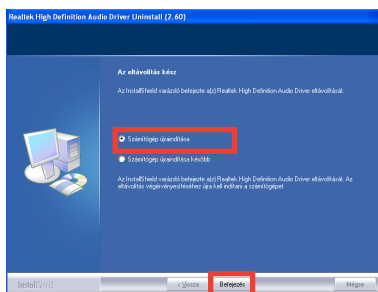 Realtek High Definition Audio Driver Uninstall (2.60)
Az eltávolítás kész
Az InstallShield varázsló befejezte a(z) Realtek High Definition Audio Driver eltávolítását.
Számítógép újraindítása
Számítógép újraindítása később
Az InstallShield varázsló befejezte a(z) Realtek High Definition Audio Driver eltávolítását. Az
eltávolítás végérvényesítéséhez újra kell indítani a számítógépet.
InstallShield
< Vissza
Befejezés
Mégse